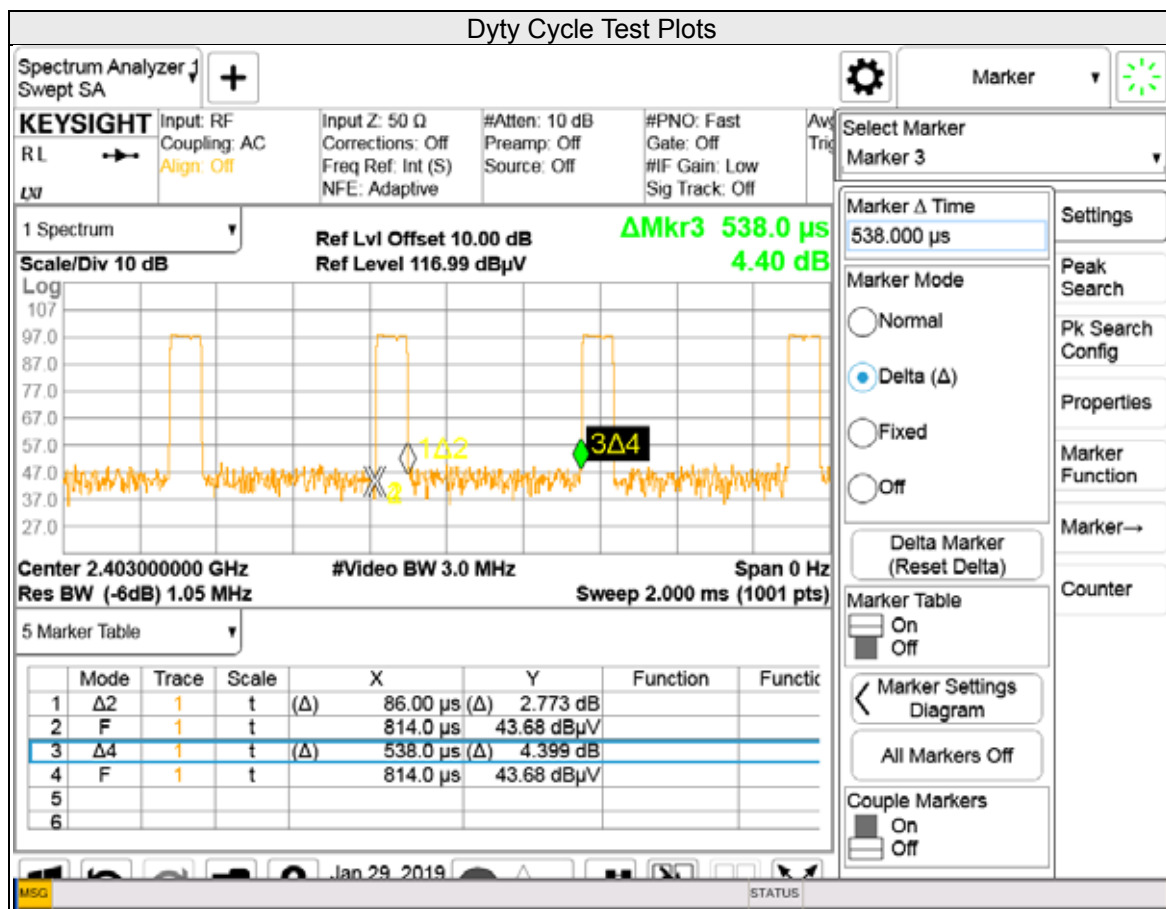 Dyty Cycle Test Plots
Spectrum Analyzer 1
Swept SA
+
Marker
KEYSIGHT
R L
LXI
Input: RF
Coupling: AC
Align: Off
Input Z: 50 Ω
Corrections: Off
Freq Ref: Int (S)
NFE: Adaptive
#Atten: 10 dB
Preamp: Off
Source: Off
#PNO: Fast
Gate: Off
#IF Gain: Low
Sig Track: Off
Avg
Trig
Select Marker
Marker 3
1 Spectrum
Scale/Div 10 dB
Log
Ref Lvl Offset 10.00 dB
Ref Level 116.99 dBµV
ΔMkr3 538.0 µs
4.40 dB
107
97.0
87.0
77.0
67.0
57.0
47.0
37.0
27.0
1Δ2
3Δ4
Center 2.403000000 GHz
Res BW (-6dB) 1.05 MHz
#Video BW 3.0 MHz
Span 0 Hz
Sweep 2.000 ms (1001 pts)
5 Marker Table
Mode Trace Scale X Y Function Functic
1 Δ2 1 t (Δ) 86.00 µs (Δ) 2.773 dB
2 F 1 t 814.0 µs 43.68 dBµV
3 Δ4 1 t (Δ) 538.0 µs (Δ) 4.399 dB
4 F 1 t 814.0 µs 43.68 dBµV
5
6
Marker Δ Time
538.000 µs
Marker Mode
Normal
Delta (Δ)
Fixed
Off
Delta Marker
(Reset Delta)
Marker Table
On
Off
Marker Settings
Diagram
All Markers Off
Couple Markers
On
Off
Settings
Peak
Search
Pk Search
Config
Properties
Marker
Function
Marker→
Counter
Jan 29, 2019
MSG
STATUS